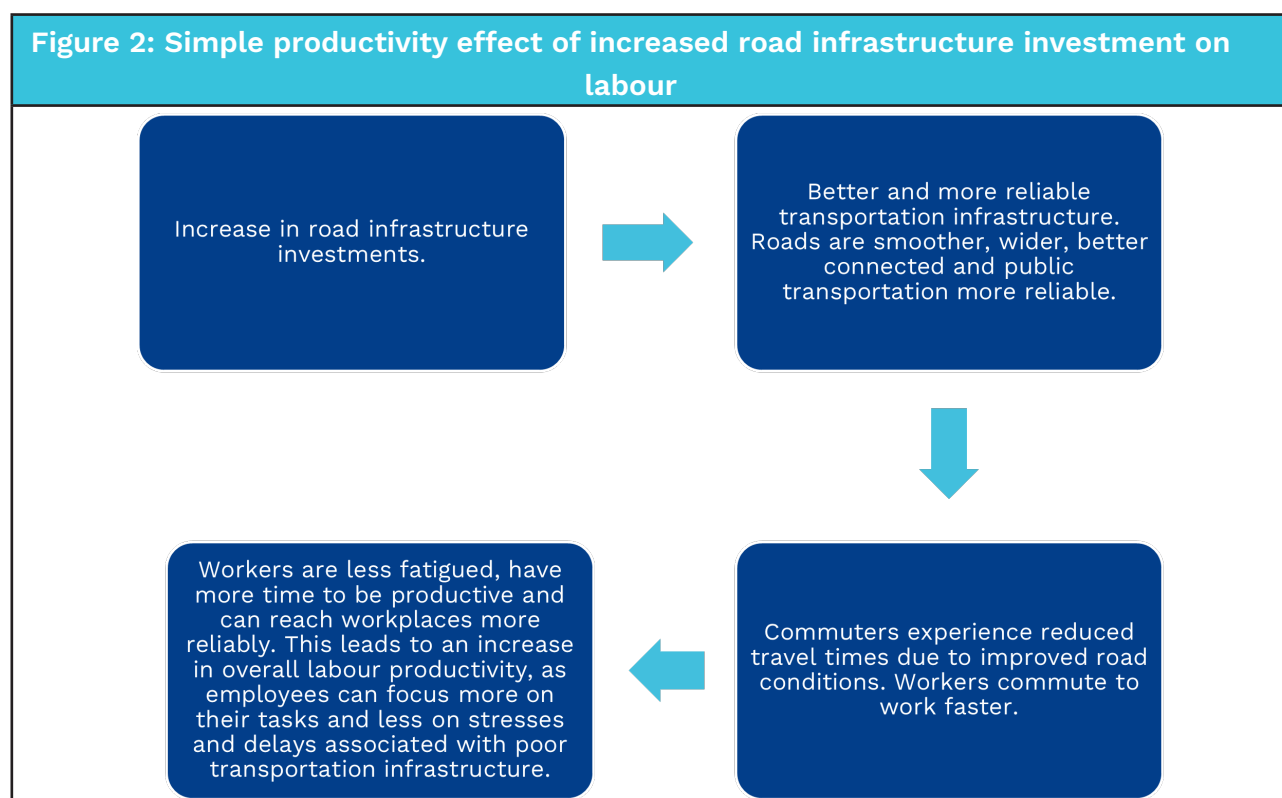 Figure 2: Simple productivity effect of increased road infrastructure investment on
labour
Increase in road infrastructure
investments.
Better and more reliable
transportation infrastructure.
Roads are smoother, wider, better
connected and public
transportation more reliable.
Commuters experience reduced
travel times due to improved road
conditions. Workers commute to
work faster.
Workers are less fatigued, have
more time to be productive and
can reach workplaces more
reliably. This leads to an increase
in overall labour productivity, as
employees can focus more on
their tasks and less on stresses
and delays associated with poor
transportation infrastructure.